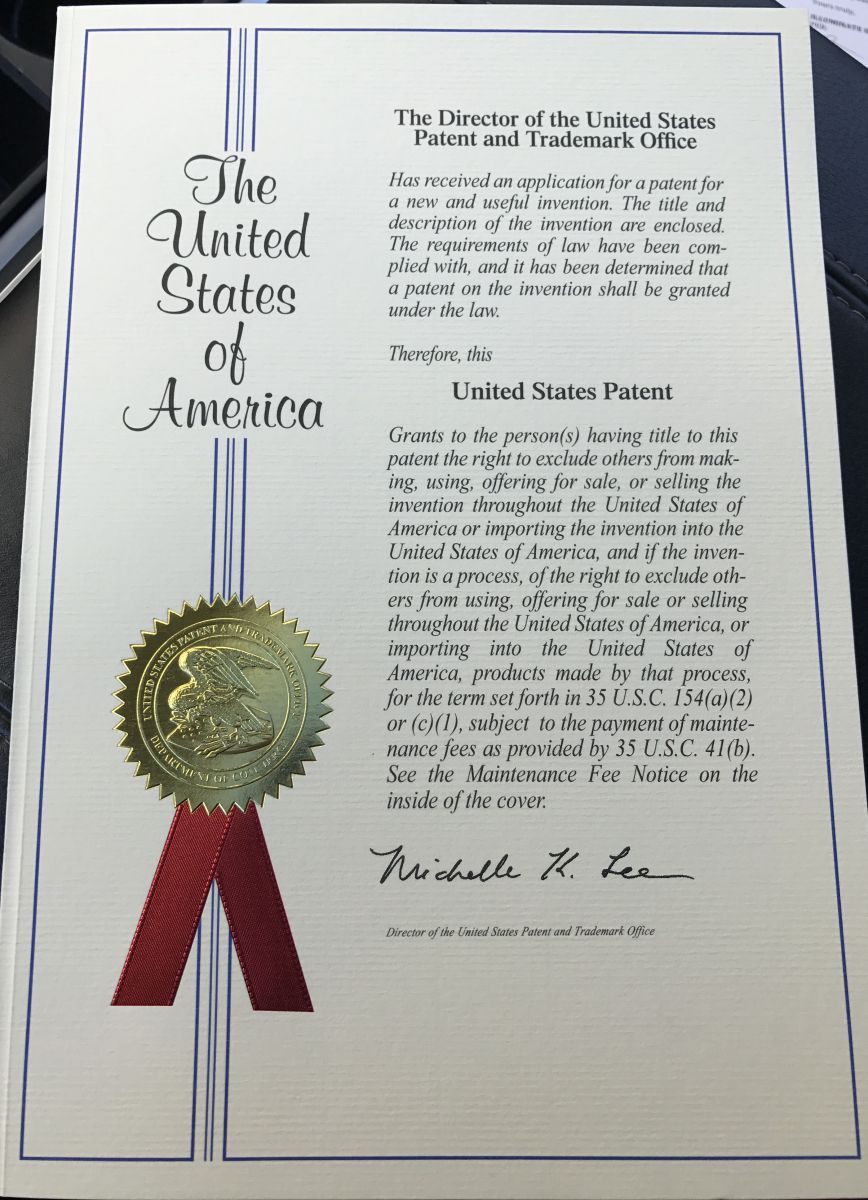 The
United
States
of
America
The Director of the United States
Patent and Trademark Office
Has received an application for a patent for
a new and useful invention. The title and
description of the invention are enclosed.
The requirements of law have been com-
plied with, and it has been determined that
a patent on the invention shall be granted
under the law.
Therefore, this
United States Patent
Grants to the person(s) having title to this
patent the right to exclude others from mak-
ing, using, offering for sale, or selling the
invention throughout the United States of
America or importing the invention into the
United States of America, and if the inven-
tion is a process, of the right to exclude oth-
ers from using, offering for sale or selling
throughout the United States of America, or
importing into the United States of
America, products made by that process,
for the term set forth in 35 U.S.C. 154(a)(2)
or (c)(1), subject to the payment of mainte-
nance fees as provided by 35 U.S.C. 41(b).
See the Maintenance Fee Notice on the
inside of the cover.
Michelle K. Lee
Director of the United States Patent and Trademark Office
UNITED STATES PATENT AND TRADEMARK OFFICE
DEPARTMENT OF COMMERCE